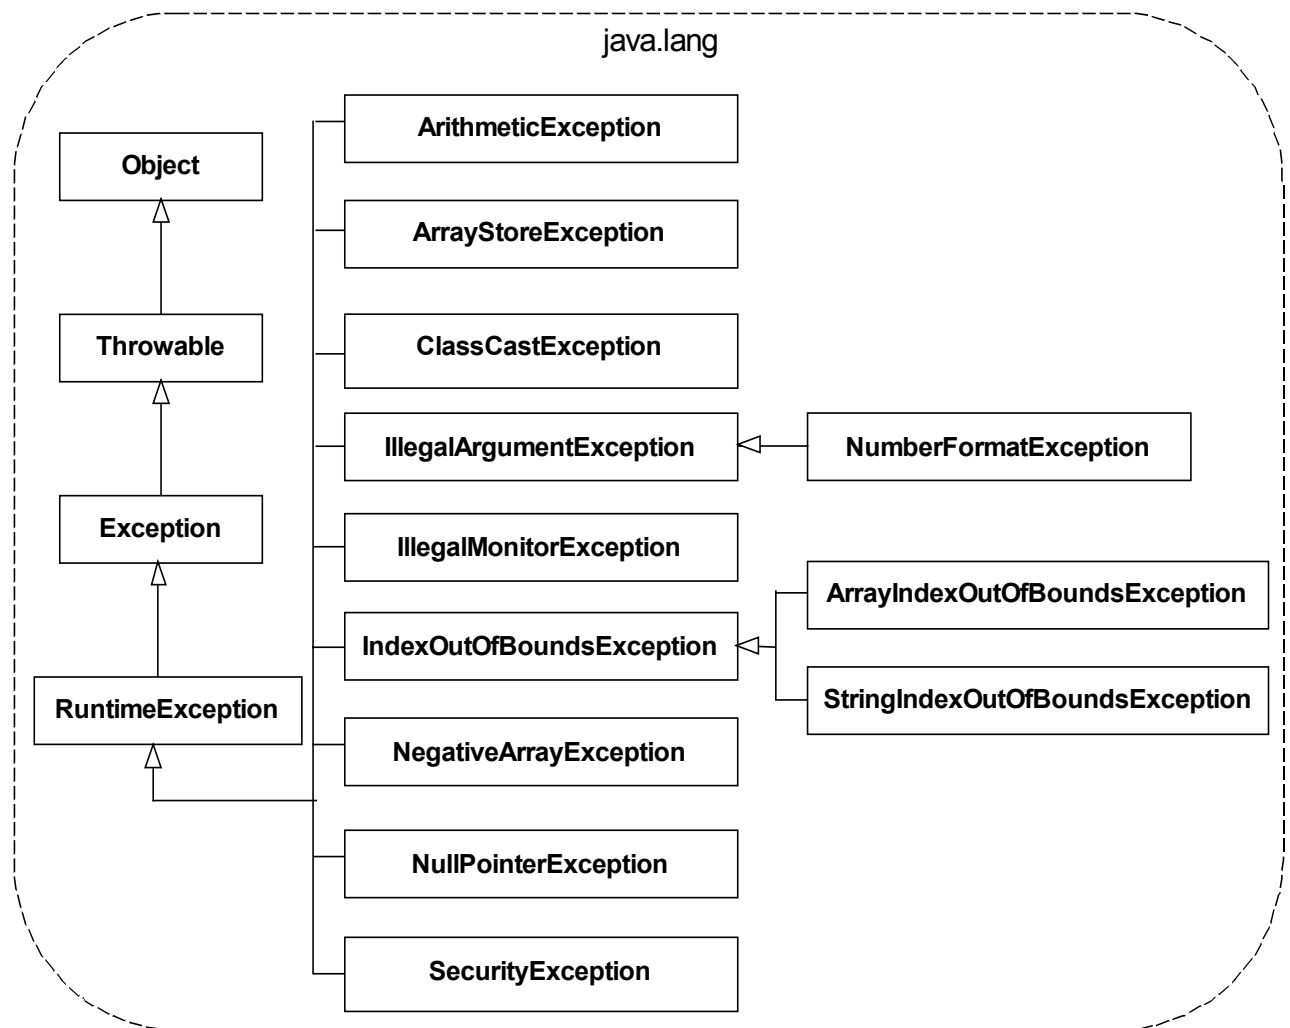 java.lang
Object
Throwable
Exception
RuntimeException
ArithmeticException
ArrayStoreException
ClassCastException
IllegalArgumentException
NumberFormatException
IllegalMonitorException
IndexOutOfBoundsException
ArrayIndexOutOfBoundsException
StringIndexOutOfBoundsException
NegativeArrayException
NullPointerException
SecurityException